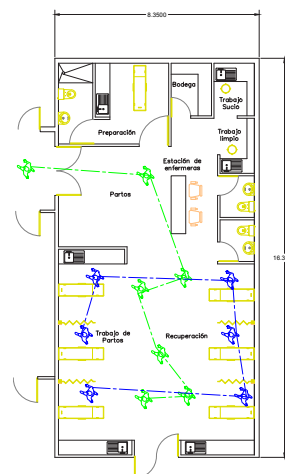 8.3500
Bodega
Trabajo
Sucio
Preparación
Trabajo
limpio
Estación de
enfermeras
Partos
16.3
Trabajo de
Partos
Recuperación